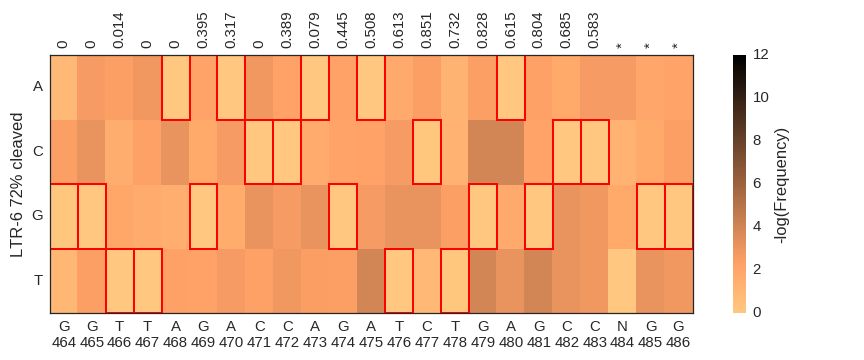 0 0 0.014 0 0 0.395 0.317 0 0.389 0.079 0.445 0.508 0.613 0.851 0.732 0.828 0.615 0.804 0.685 0.583 * * *
LTR-6 72% cleaved
A
C
G
T
G G T T A G A C C A G A T C T G A G C C N G G
464 465 466 467 468 469 470 471 472 473 474 475 476 477 478 479 480 481 482 483 484 485 486
12
10
8
6
4
2
0
-log(Frequency)